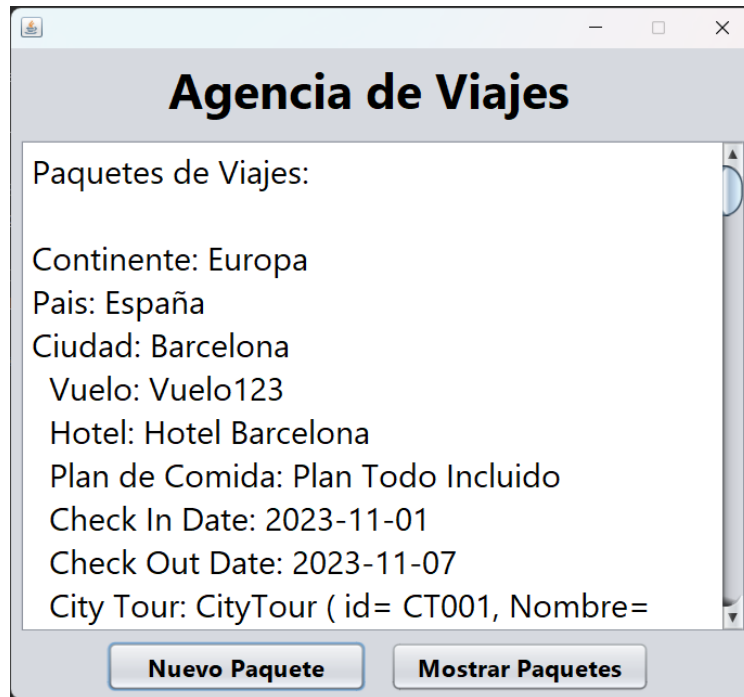 Agencia de Viajes
Paquetes de Viajes:
Continente: Europa
Pais: España
Ciudad: Barcelona
Vuelo: Vuelo123
Hotel: Hotel Barcelona
Plan de Comida: Plan Todo Incluido
Check In Date: 2023-11-01
Check Out Date: 2023-11-07
City Tour: CityTour ( id= CT001, Nombre=
Nuevo Paquete
Mostrar Paquetes